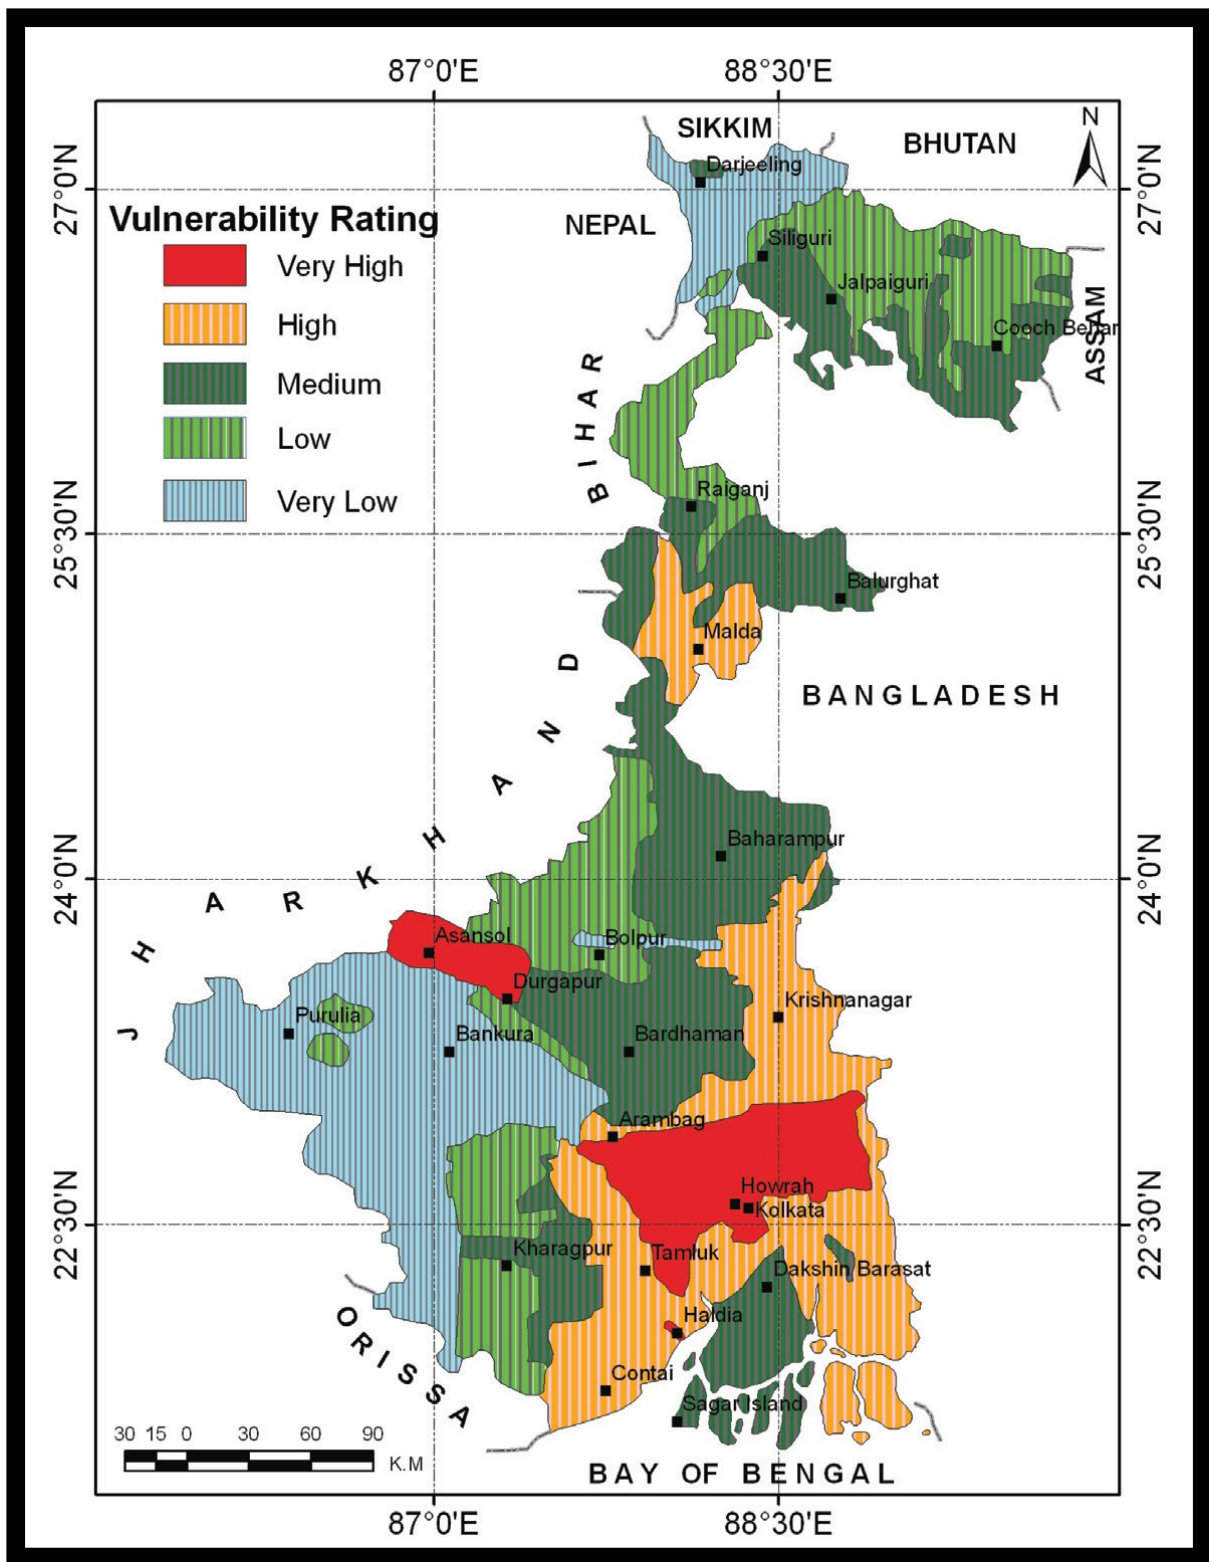 87°0'E 88°30'E
SIKKIM
BHUTAN
N
Darjeeling
27°0'N 27°0'N
Vulnerability Rating
NEPAL
Very High
High
Medium
Low
Very Low
Siliguri
Jalpaiguri
Cooch Behar
ASSAM
BIHAR
Raiganj
25°30'N 25°30'N
Balurghat
Malda
BANGLADESH
JHARKHAND
Baharampur
24°0'N 24°0'N
Asansol
Bolpur
Durgapur
Krishnanagar
Purulia
Bankura
Bardhaman
Arambag
Howrah
Kolkata
22°30'N 22°30'N
Kharagpur
Tamluk
Dakshin Barasat
Haldia
ORISSA
Contai
Sagar Island
30 15 0 30 60 90
K.M
BAY OF BENGAL
87°0'E 88°30'E